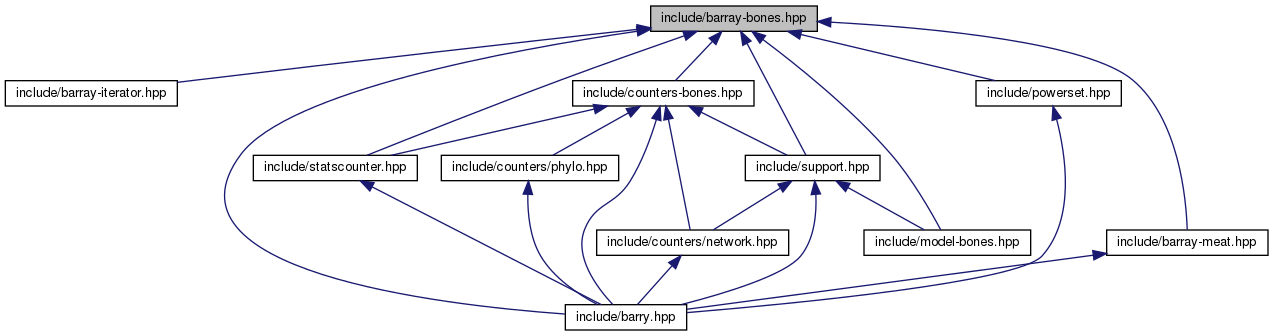 include/barray-bones.hpp
include/barray-iterator.hpp
include/counters-bones.hpp
include/powerset.hpp
include/statscounter.hpp
include/counters/phylo.hpp
include/support.hpp
include/counters/network.hpp
include/model-bones.hpp
include/barray-meat.hpp
include/barry.hpp